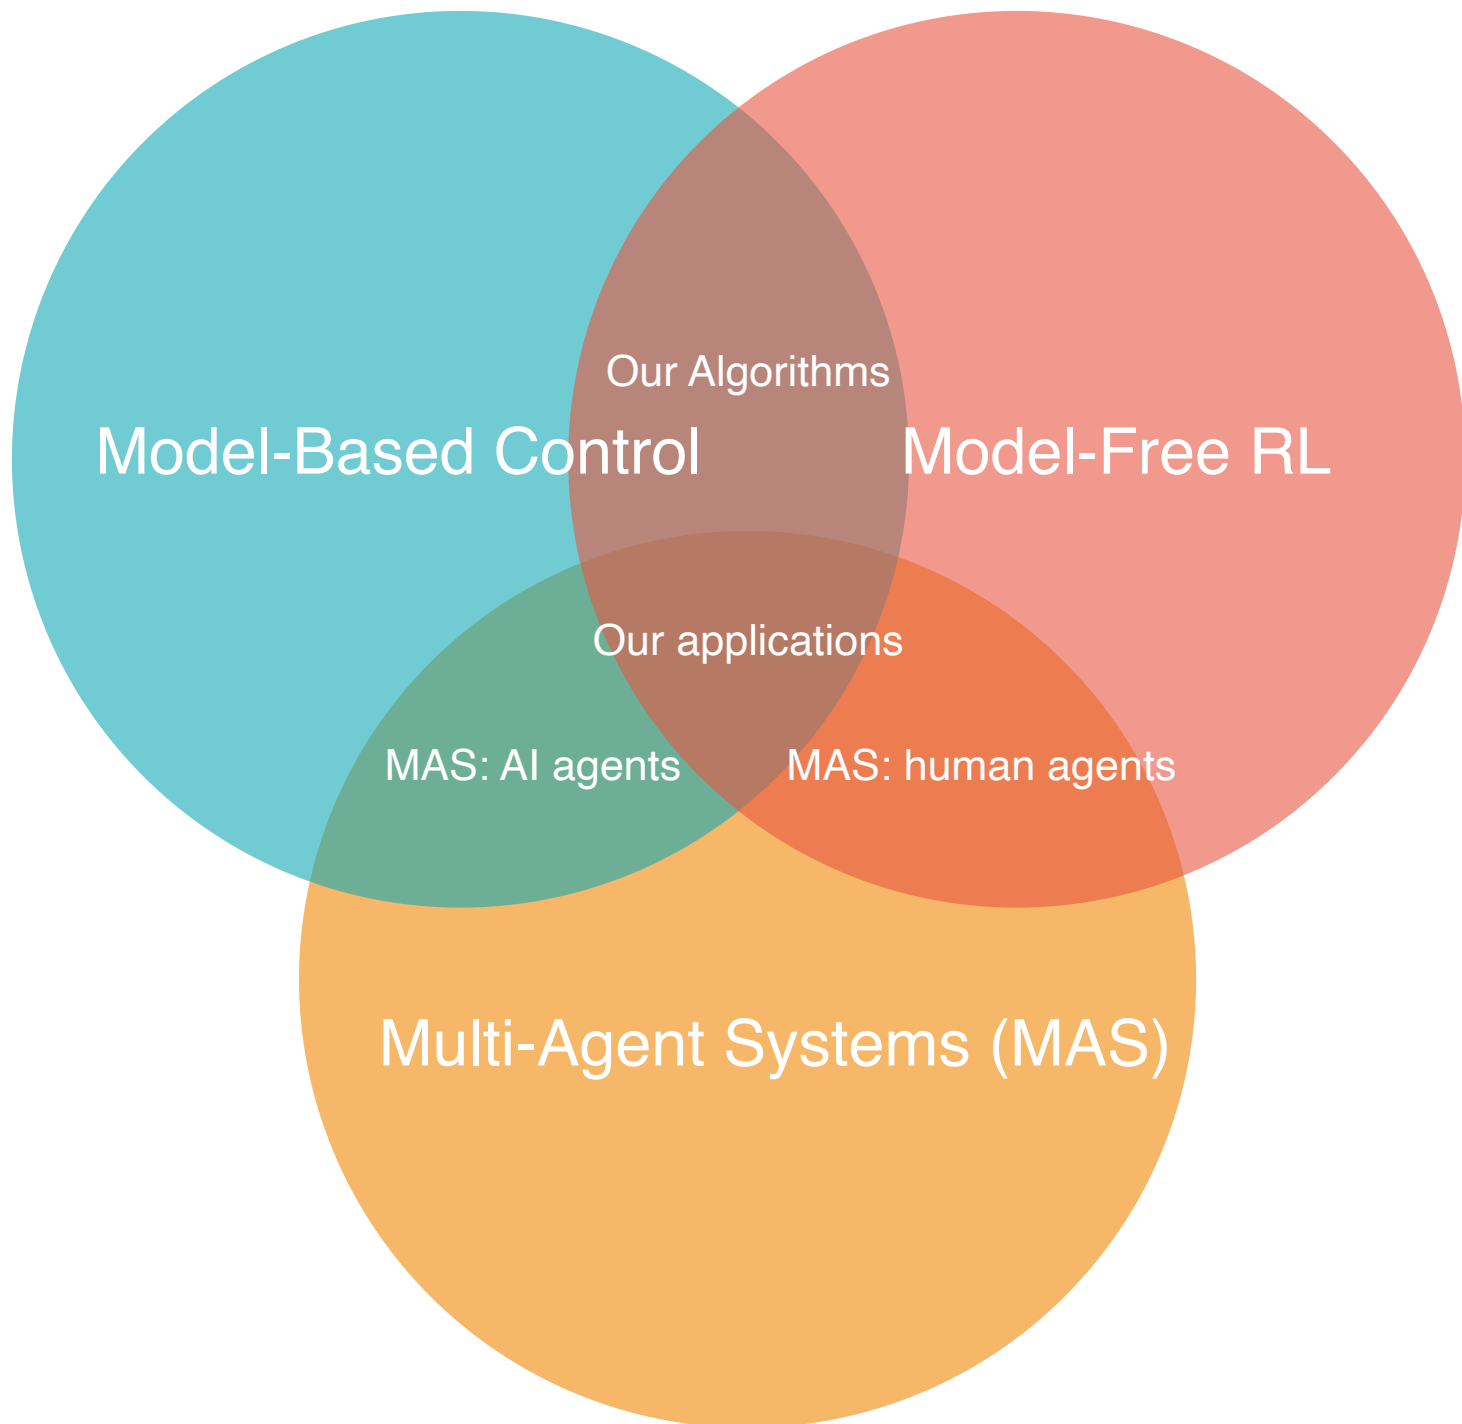 Our Algorithms
Model-Based Control
Model-Free RL
Our applications
MAS: AI agents
MAS: human agents
Multi-Agent Systems (MAS)